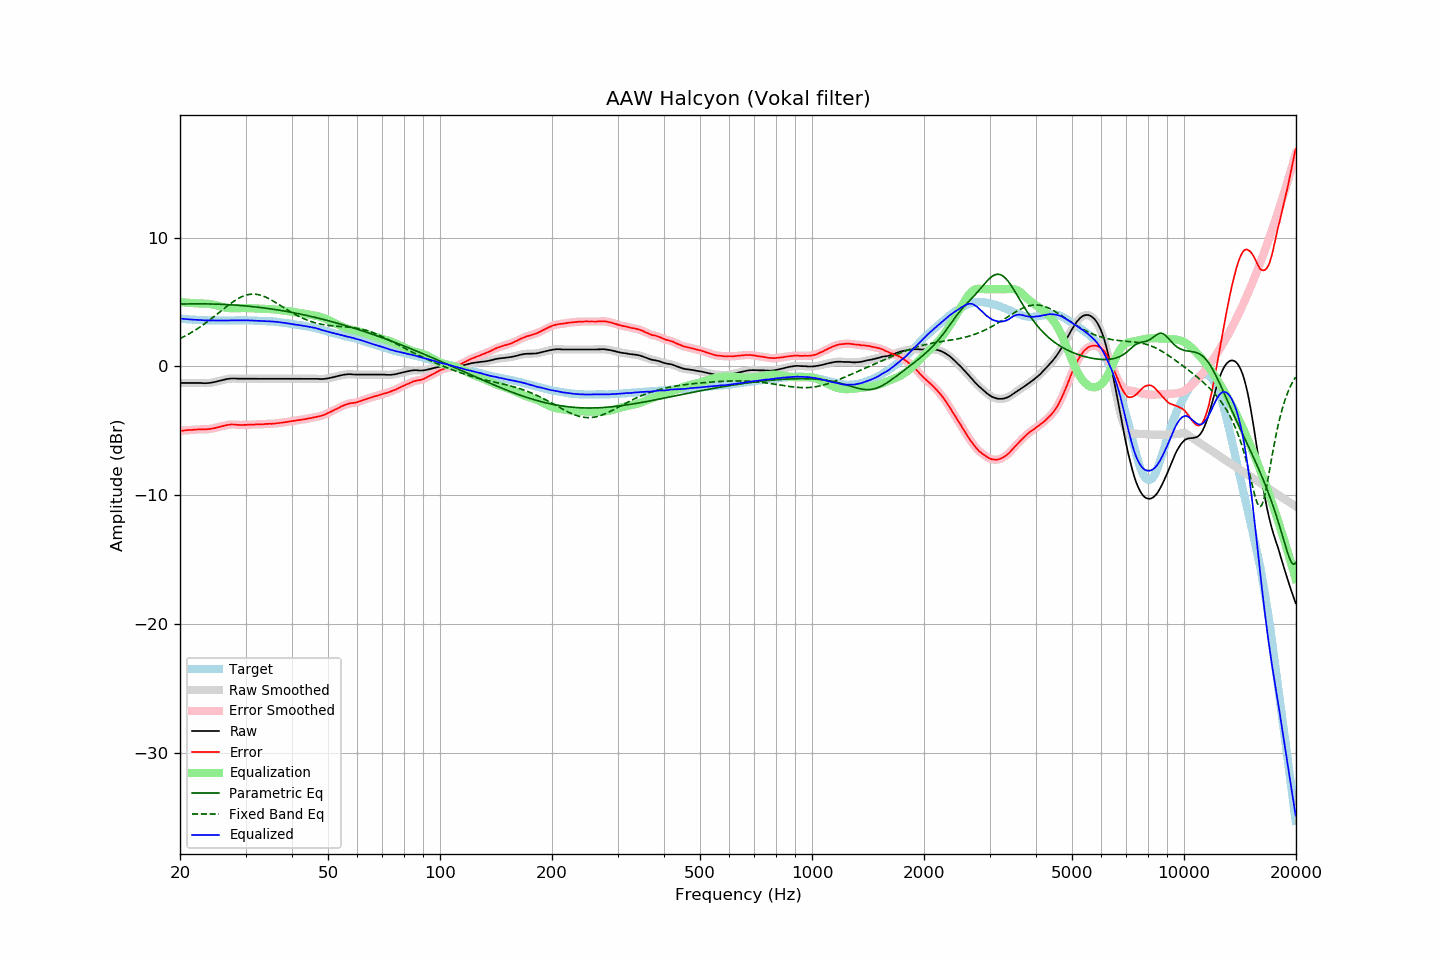 AAW Halcyon (Vokal filter)
10
0
−10
−20
−30
Amplitude (dBr)
Target
Raw Smoothed
Error Smoothed
Raw
Error
Equalization
Parametric Eq
Fixed Band Eq
Equalized
20 50 100 200 500 1000 2000 5000 10000 20000
Frequency (Hz)